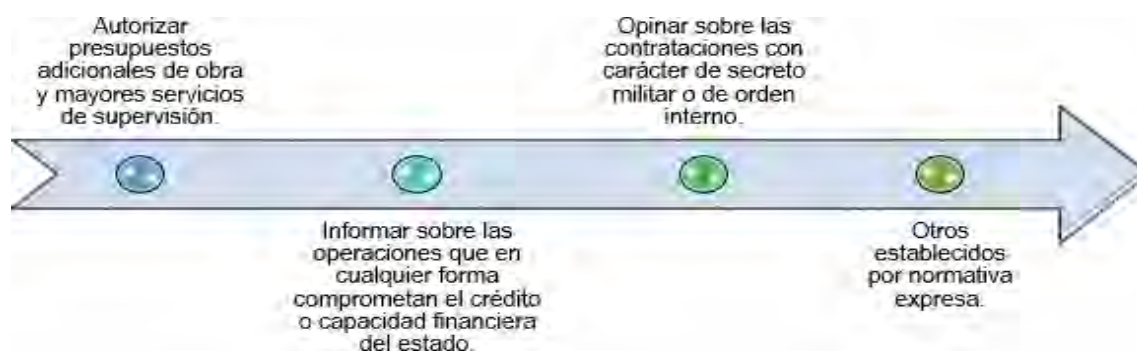 Autorizar
presupuestos
adicionales de obra
y mayores servicios
de supervisión.
Informar sobre las
operaciones que en
cualquier forma
comprometan el crédito
o capacidad financiera
del estado.
Opinar sobre las
contrataciones con
carácter de secreto
militar o de orden
interno.
Otros
establecidos
por normativa
expresa.